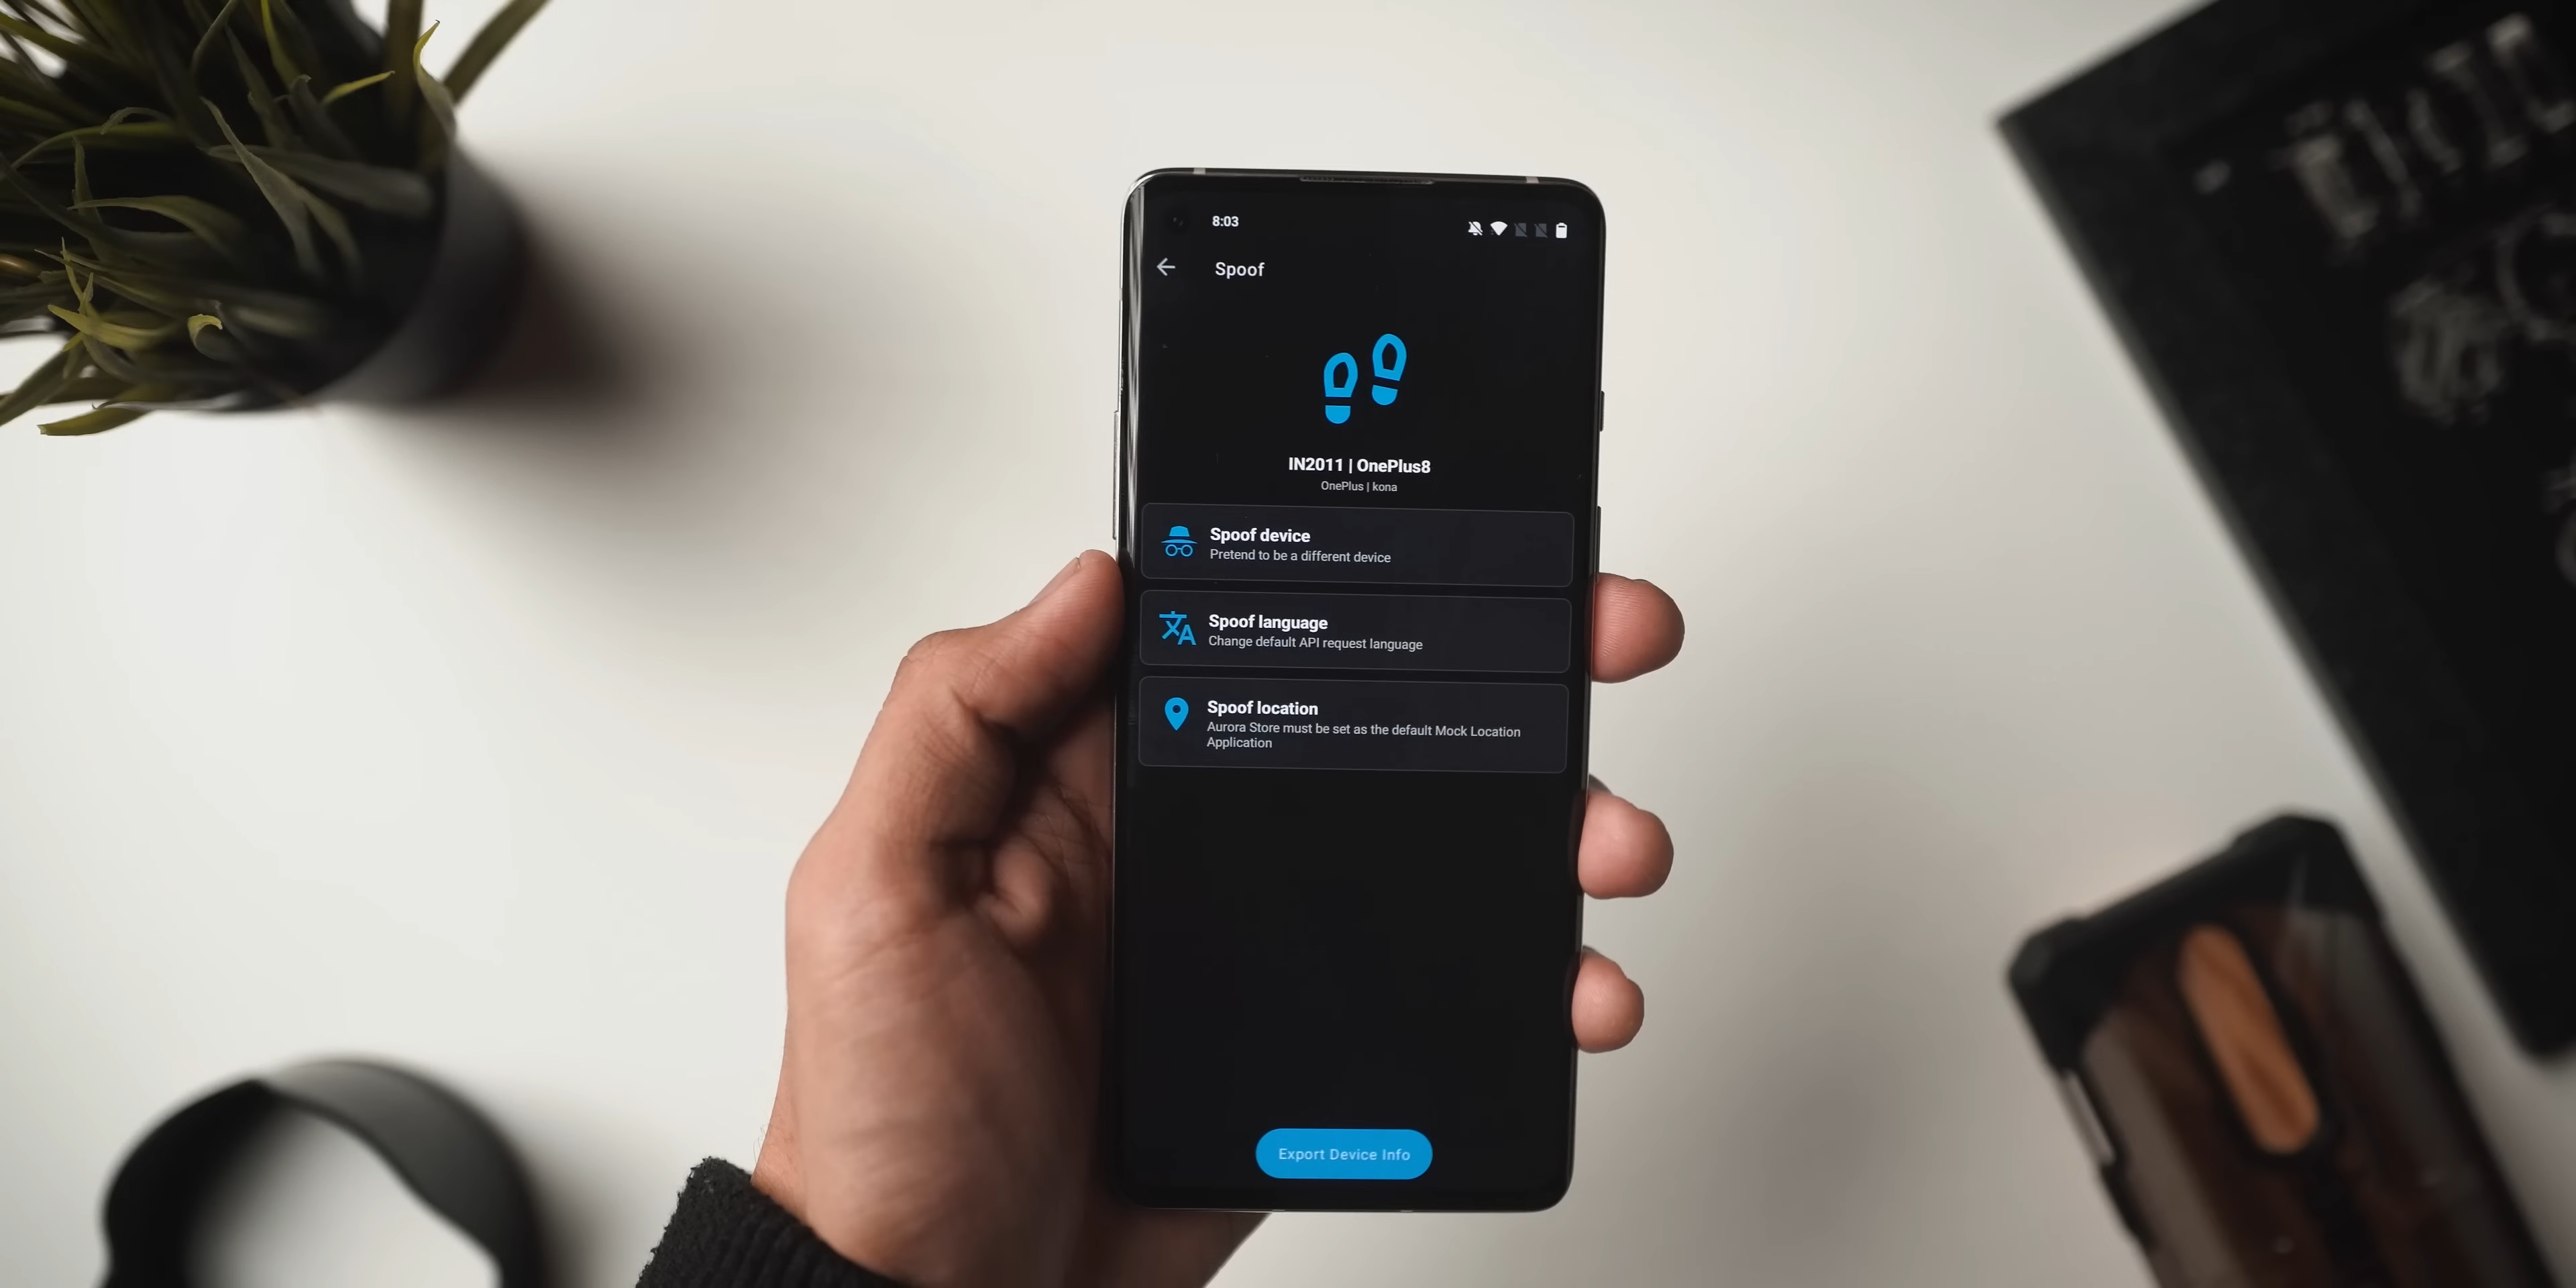 8:03
Spoof
IN2011 | OnePlus8
OnePlus | kona
Spoof device
Pretend to be a different device
Spoof language
Change default API request language
Spoof location
Aurora Store must be set as the default Mock Location
Application
Export Device Info